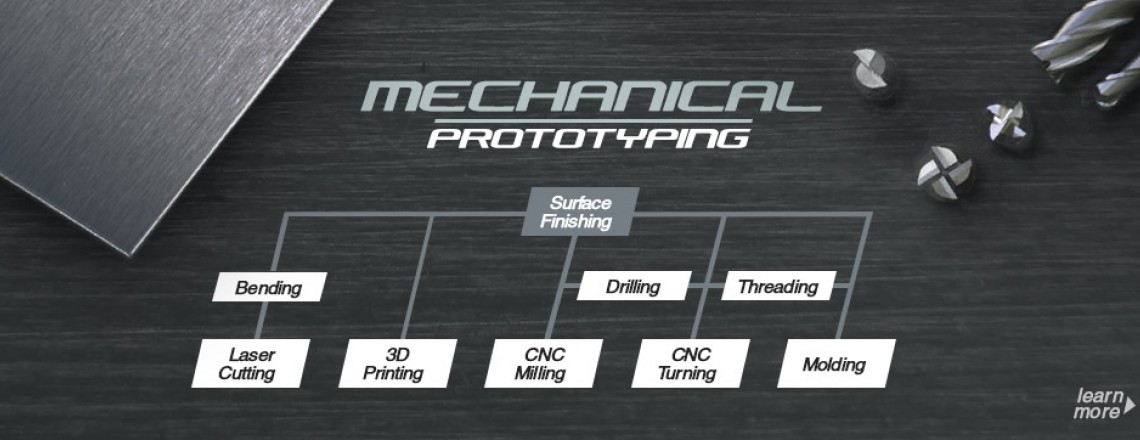 MECHANICAL
PROTOTYPING
Surface
Finishing
Bending
Drilling
Threading
Laser
Cutting
3D
Printing
CNC
Milling
CNC
Turning
Molding
learn
more